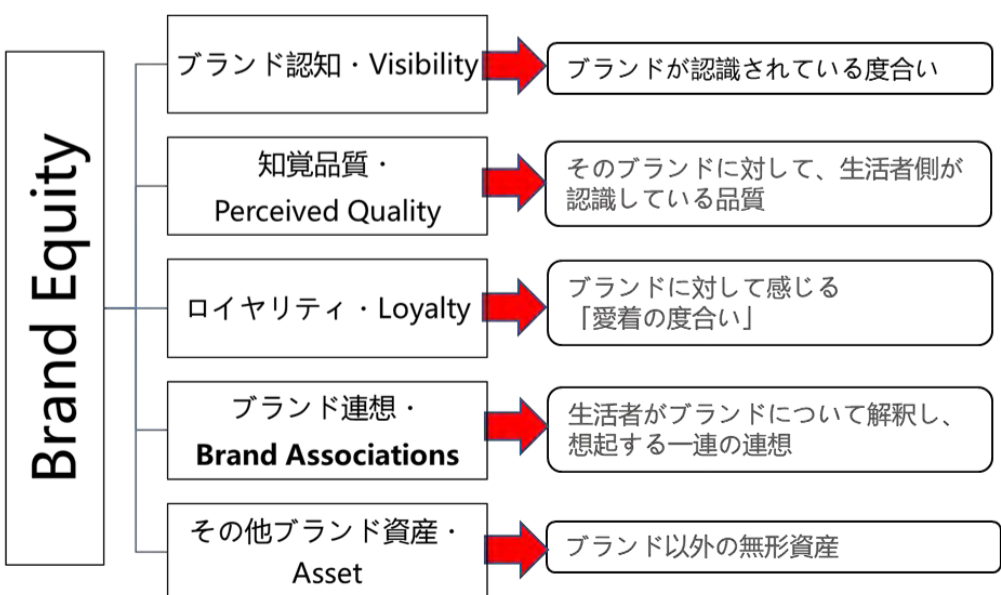 Brand Equity
ブランド認知・Visibility
ブランドが認識されている度合い
知覚品質・
Perceived Quality
そのブランドに対して、生活者側が
認識している品質
ロイヤリティ・Loyalty
ブランドに対して感じる
「愛着の度合い」
ブランド連想・
Brand Associations
生活者がブランドについて解釈し、
想起する一連の連想
その他ブランド資産・
Asset
ブランド以外の無形資産